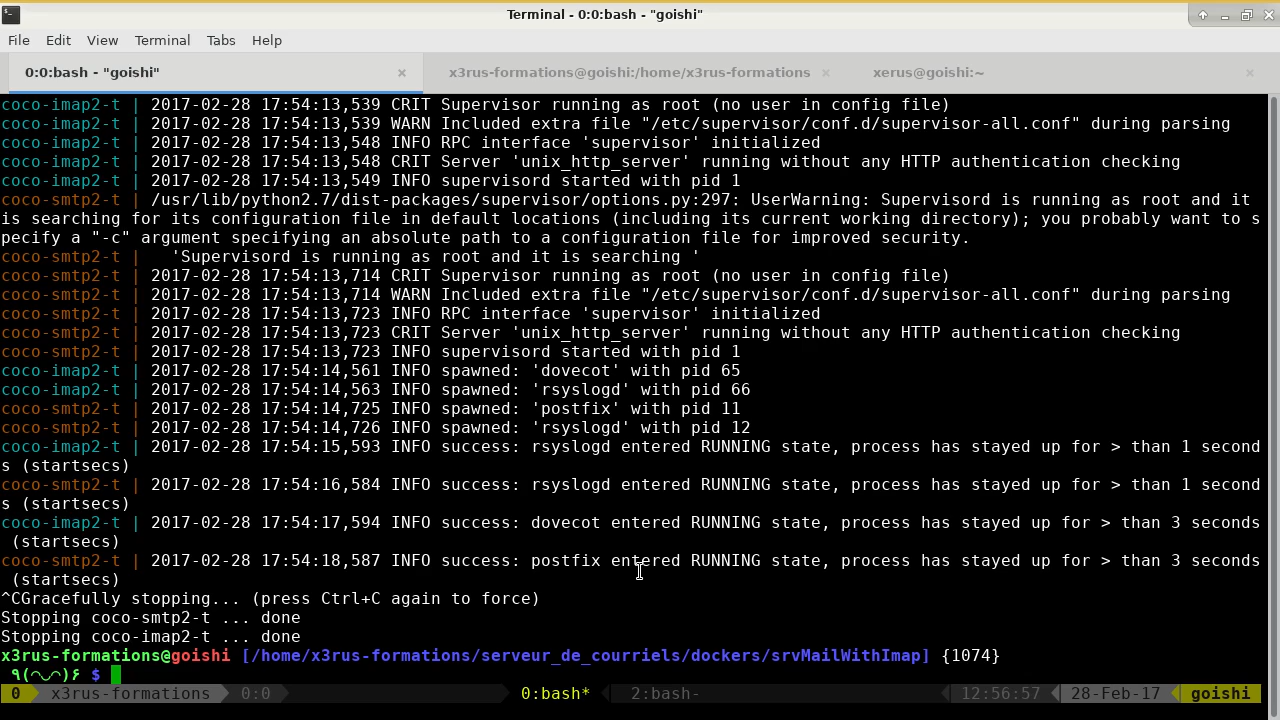 Terminal - 0:0:bash - "goishi"
File Edit View Terminal Tabs Help
0:0:bash - "goishi" x3rus-formations@goishi:/home/x3rus-formations xerus@goishi:~
coco-imap2-t | 2017-02-28 17:54:13,539 CRIT Supervisor running as root (no user in config file)
coco-imap2-t | 2017-02-28 17:54:13,539 WARN Included extra file "/etc/supervisor/conf.d/supervisor-all.conf" during parsing
coco-imap2-t | 2017-02-28 17:54:13,548 INFO RPC interface 'supervisor' initialized
coco-imap2-t | 2017-02-28 17:54:13,548 CRIT Server 'unix_http_server' running without any HTTP authentication checking
coco-imap2-t | 2017-02-28 17:54:13,549 INFO supervisord started with pid 1
coco-smtp2-t | /usr/lib/python2.7/dist-packages/supervisor/options.py:297: UserWarning: Supervisord is running as root and it
is searching for its configuration file in default locations (including its current working directory); you probably want to s
pecify a "-c" argument specifying an absolute path to a configuration file for improved security.
coco-smtp2-t |   'Supervisord is running as root and it is searching '
coco-smtp2-t | 2017-02-28 17:54:13,714 CRIT Supervisor running as root (no user in config file)
coco-smtp2-t | 2017-02-28 17:54:13,714 WARN Included extra file "/etc/supervisor/conf.d/supervisor-all.conf" during parsing
coco-smtp2-t | 2017-02-28 17:54:13,723 INFO RPC interface 'supervisor' initialized
coco-smtp2-t | 2017-02-28 17:54:13,723 CRIT Server 'unix_http_server' running without any HTTP authentication checking
coco-smtp2-t | 2017-02-28 17:54:13,723 INFO supervisord started with pid 1
coco-imap2-t | 2017-02-28 17:54:14,561 INFO spawned: 'dovecot' with pid 65
coco-imap2-t | 2017-02-28 17:54:14,563 INFO spawned: 'rsyslogd' with pid 66
coco-smtp2-t | 2017-02-28 17:54:14,725 INFO spawned: 'postfix' with pid 11
coco-smtp2-t | 2017-02-28 17:54:14,726 INFO spawned: 'rsyslogd' with pid 12
coco-imap2-t | 2017-02-28 17:54:15,593 INFO success: rsyslogd entered RUNNING state, process has stayed up for > than 1 second
s (startsecs)
coco-smtp2-t | 2017-02-28 17:54:16,584 INFO success: rsyslogd entered RUNNING state, process has stayed up for > than 1 second
s (startsecs)
coco-imap2-t | 2017-02-28 17:54:17,594 INFO success: dovecot entered RUNNING state, process has stayed up for > than 3 seconds
(startsecs)
coco-smtp2-t | 2017-02-28 17:54:18,587 INFO success: postfix entered RUNNING state, process has stayed up for > than 3 seconds
(startsecs)
^CGracefully stopping... (press Ctrl+C again to force)
Stopping coco-smtp2-t ... done
Stopping coco-imap2-t ... done
x3rus-formations@goishi [/home/x3rus-formations/serveur_de_courriels/dockers/srvMailWithImap] {1074}
٩(◠◡◠)۶ $
0 x3rus-formations 0:0 0:bash* 2:bash- 12:56:57 28-Feb-17 goishi